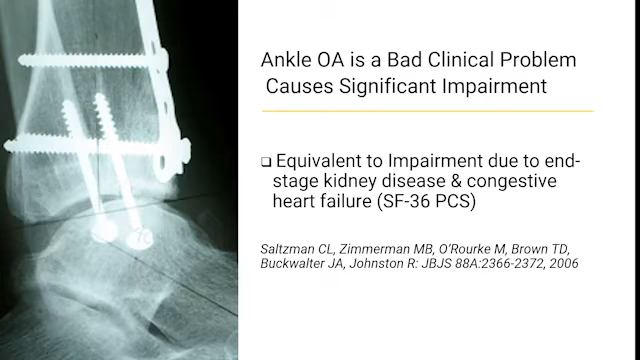 Ankle OA is a Bad Clinical Problem
Causes Significant Impairment
❑ Equivalent to Impairment due to end-
stage kidney disease & congestive
heart failure (SF-36 PCS)
Saltzman CL, Zimmerman MB, O'Rourke M, Brown TD,
Buckwalter JA, Johnston R: JBJS 88A:2366-2372, 2006